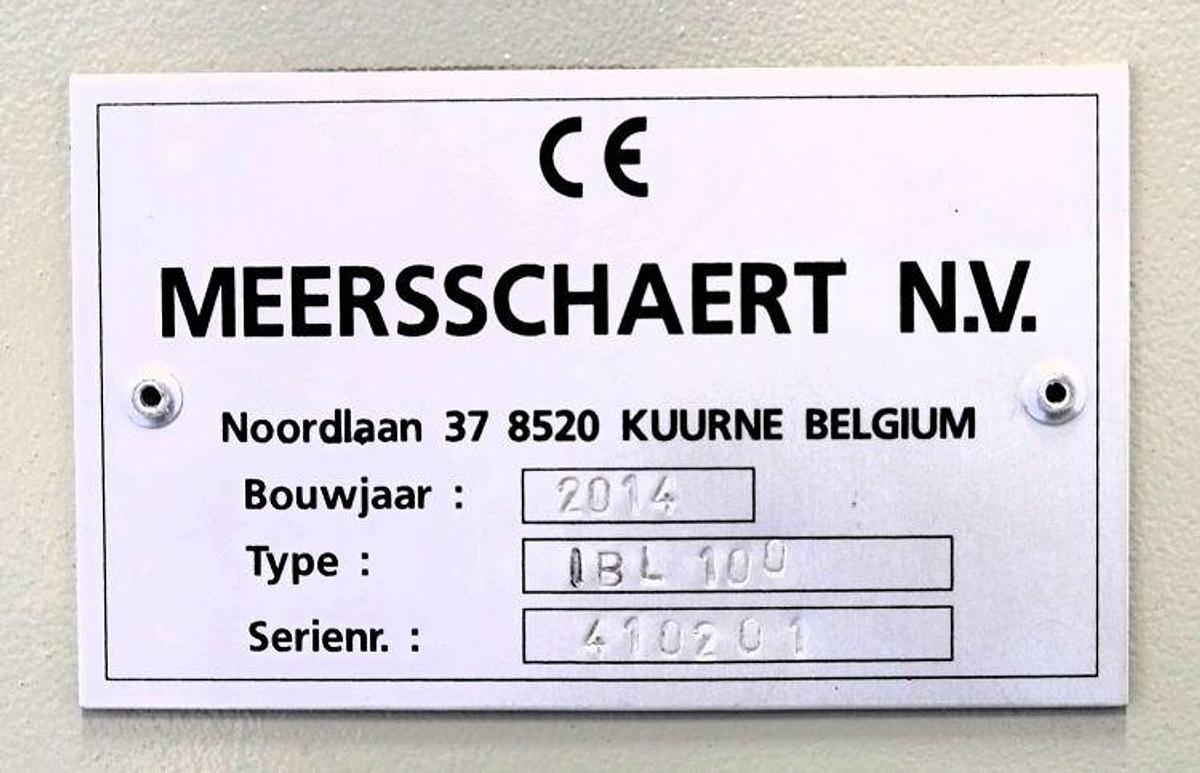 CE
MEERSSCHAERT N.V.
Noordlaan 37 8520 KUURNE BELGIUM
Bouwjaar : 2014
Type : IBL 100
Serienr. : 410201